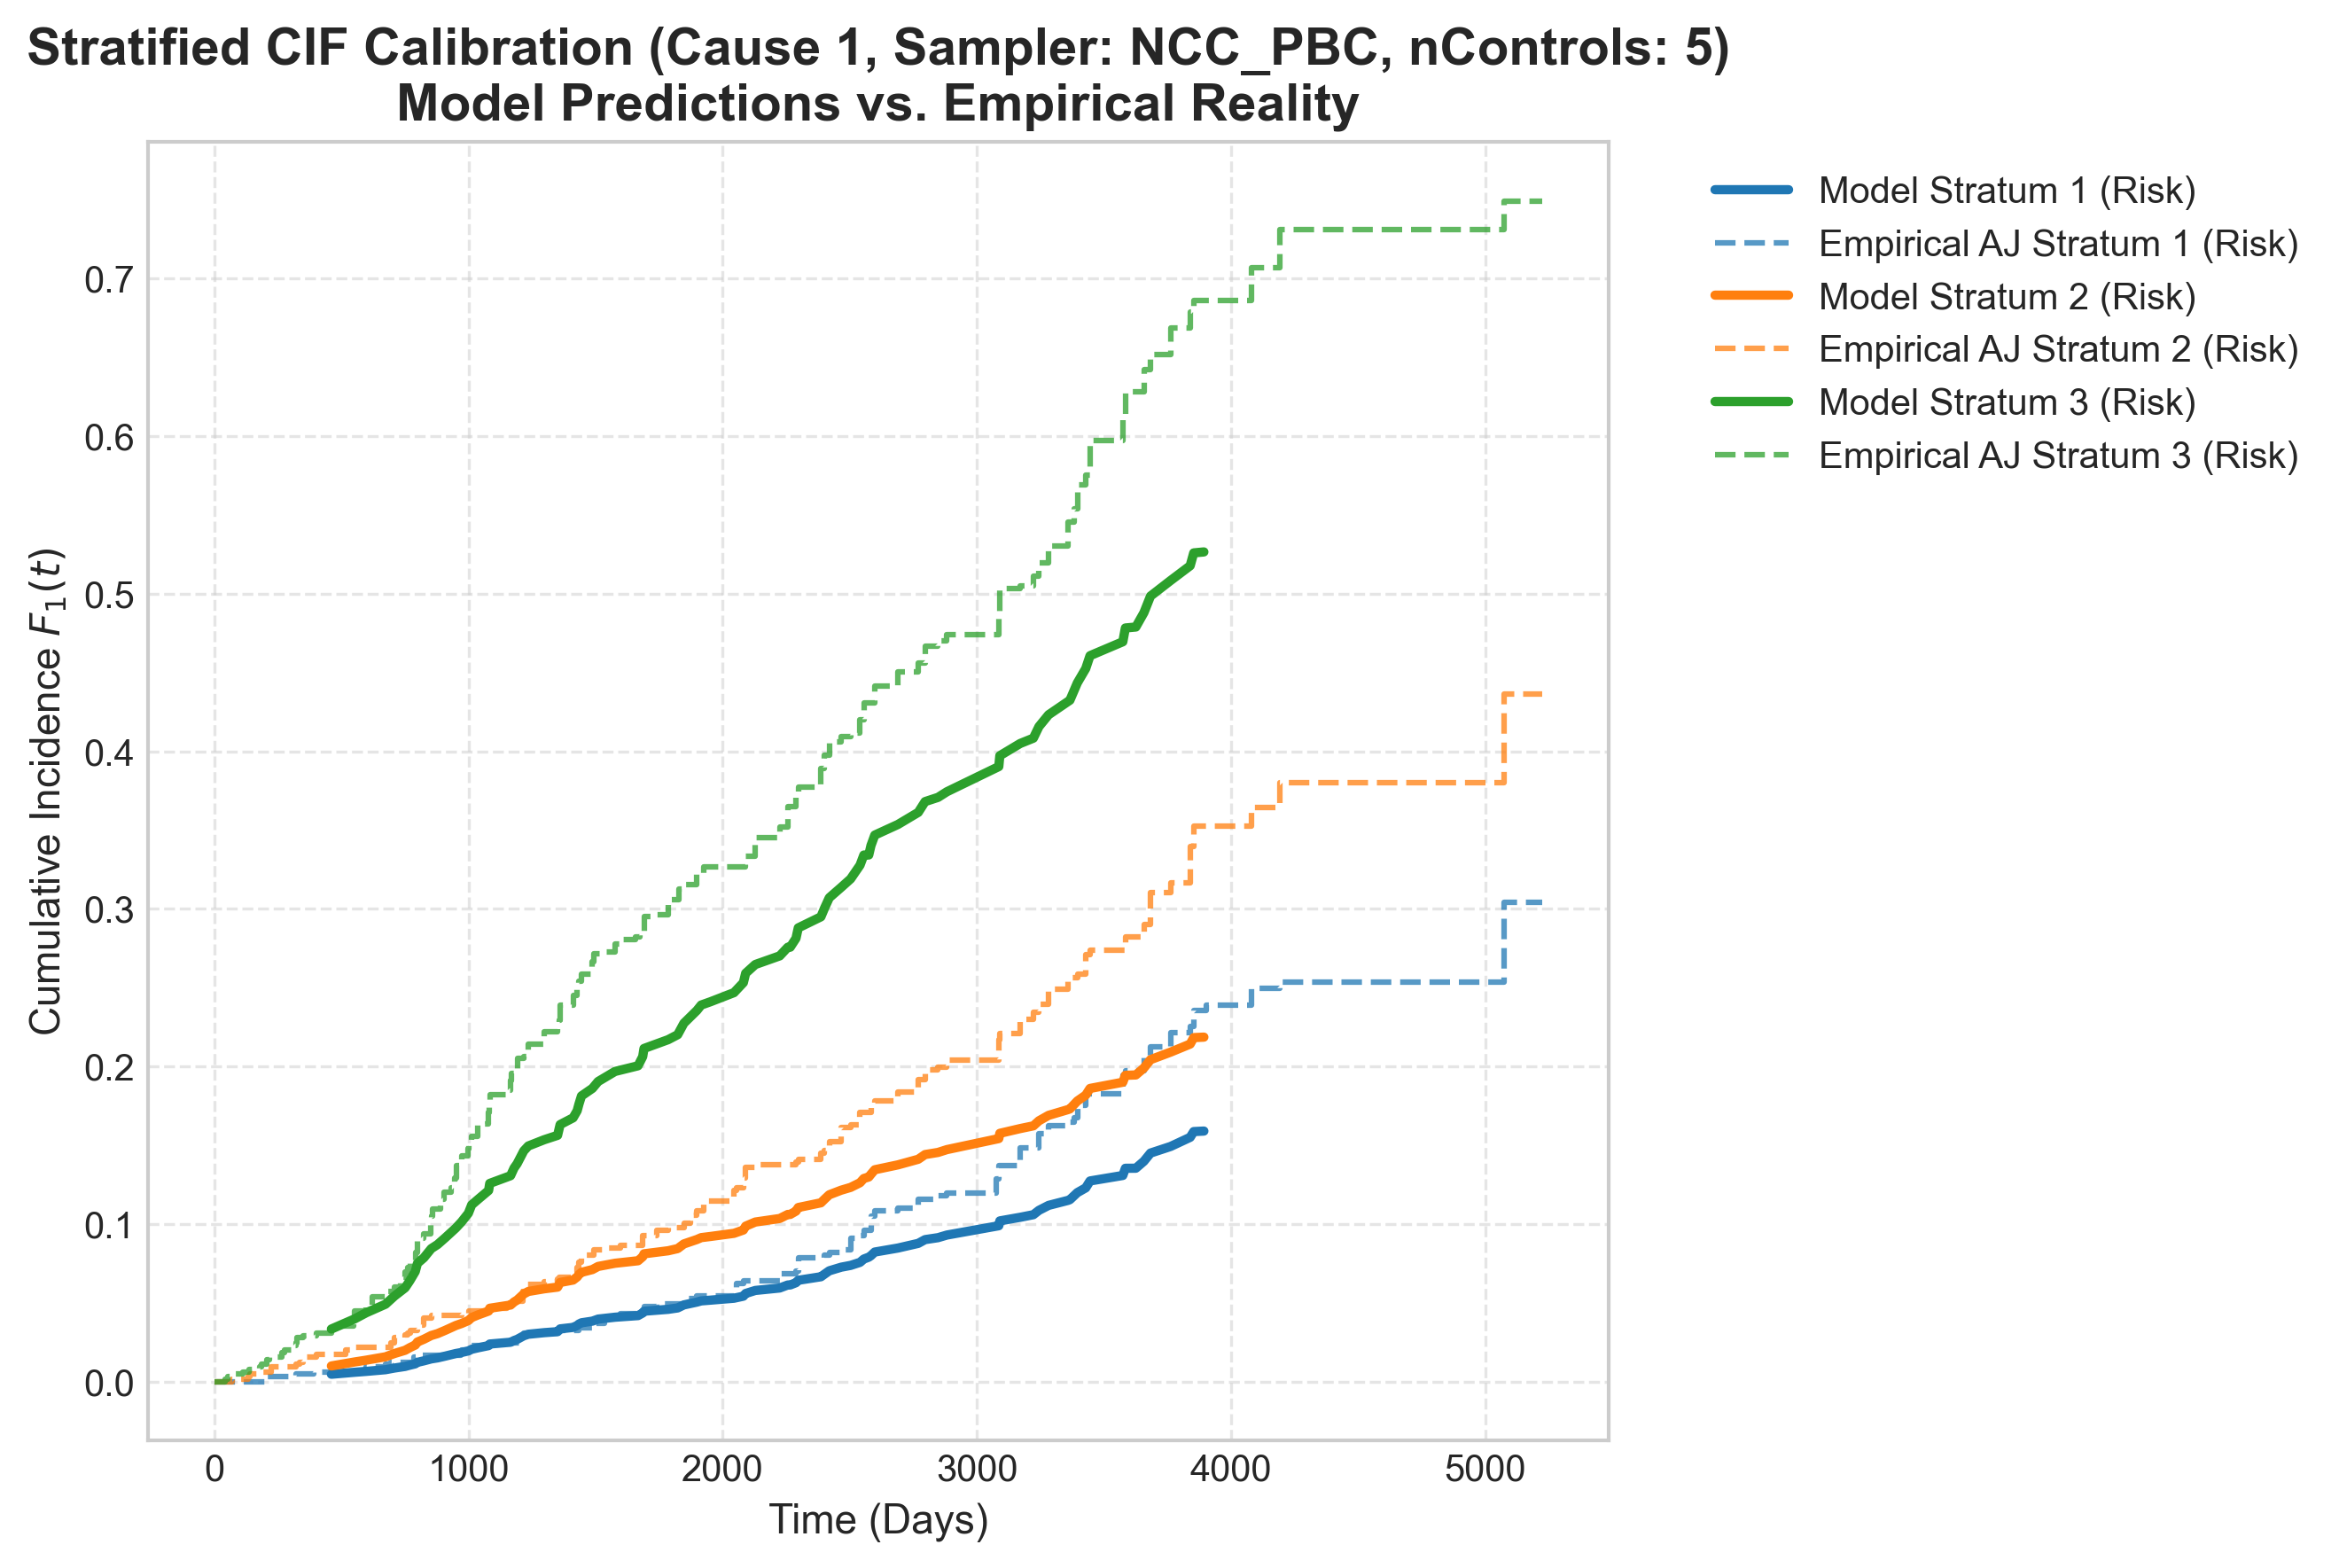 Stratified CIF Calibration (Cause 1, Sampler: NCC_PBC, nControls: 5)
Model Predictions vs. Empirical Reality
Model Stratum 1 (Risk)
Empirical AJ Stratum 1 (Risk)
Model Stratum 2 (Risk)
Empirical AJ Stratum 2 (Risk)
Model Stratum 3 (Risk)
Empirical AJ Stratum 3 (Risk)
Cumulative Incidence F₁(t)
0.7
0.6
0.5
0.4
0.3
0.2
0.1
0.0
0 1000 2000 3000 4000 5000
Time (Days)